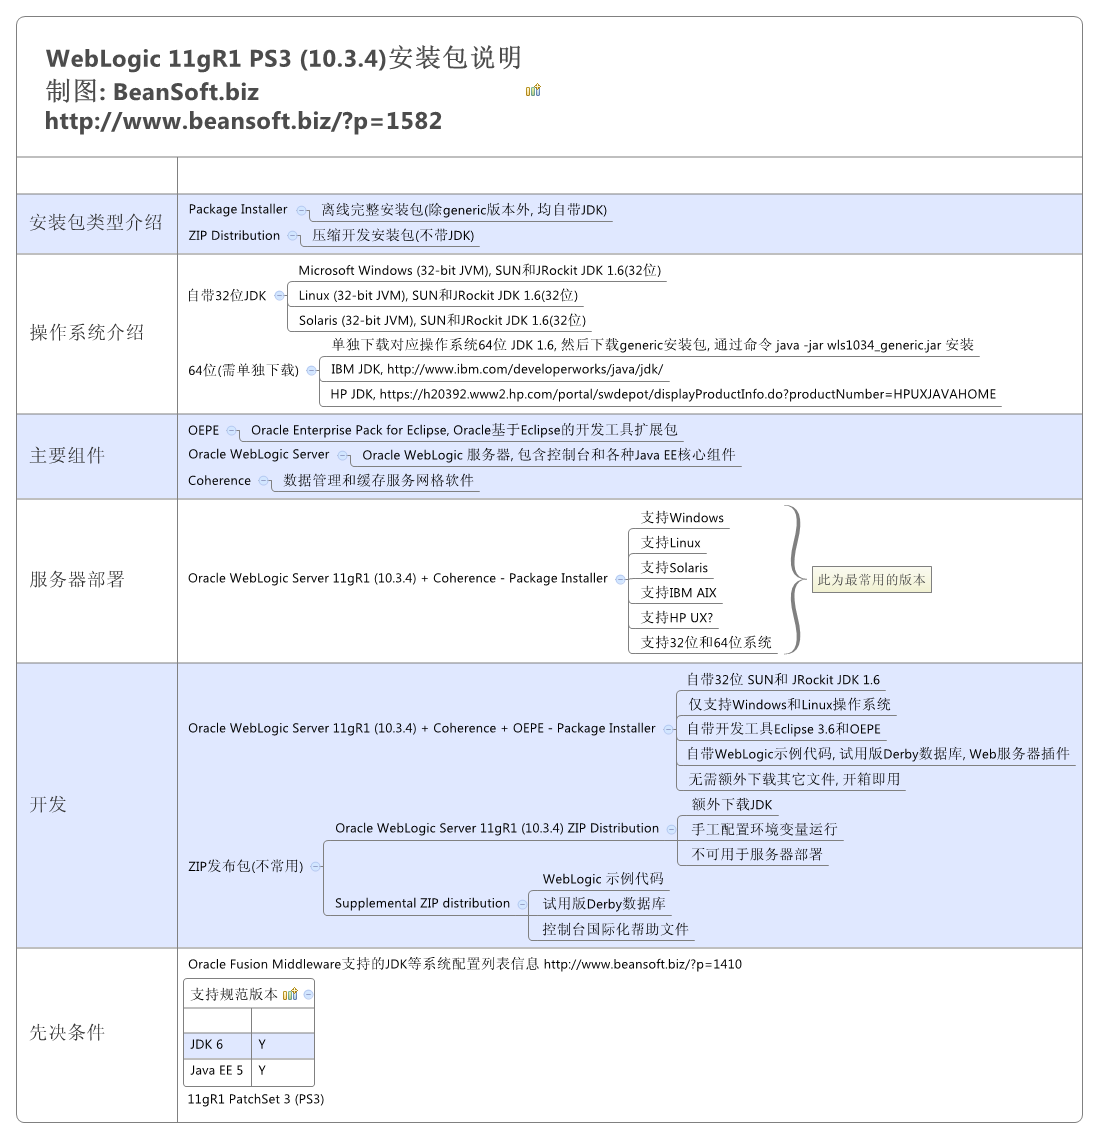 WebLogic 11gR1 PS3 (10.3.4)安装包说明
制图: BeanSoft.biz
http://www.beansoft.biz/?p=1582
安装包类型介绍
Package Installer
离线完整安装包(除generic版本外, 均自带JDK)
ZIP Distribution
压缩开发安装包(不带JDK)
操作系统介绍
自带32位JDK
Microsoft Windows (32-bit JVM), SUN和JRockit JDK 1.6(32位)
Linux (32-bit JVM), SUN和JRockit JDK 1.6(32位)
Solaris (32-bit JVM), SUN和JRockit JDK 1.6(32位)
64位(需单独下载)
单独下载对应操作系统64位 JDK 1.6, 然后下载generic安装包, 通过命令 java -jar wls1034_generic.jar 安装
IBM JDK, http://www.ibm.com/developerworks/java/jdk/
HP JDK, https://h20392.www2.hp.com/portal/swdepot/displayProductInfo.do?productNumber=HPUXJAVAHOME
主要组件
OEPE
Oracle Enterprise Pack for Eclipse, Oracle基于Eclipse的开发工具扩展包
Oracle WebLogic Server
Oracle WebLogic 服务器, 包含控制台和各种Java EE核心组件
Coherence
数据管理和缓存服务网格软件
服务器部署
Oracle WebLogic Server 11gR1 (10.3.4) + Coherence - Package Installer
支持Windows
支持Linux
支持Solaris
支持IBM AIX
支持HP UX?
支持32位和64位系统
此为最常用的版本
开发
Oracle WebLogic Server 11gR1 (10.3.4) + Coherence + OEPE - Package Installer
自带32位 SUN和 JRockit JDK 1.6
仅支持Windows和Linux操作系统
自带开发工具Eclipse 3.6和OEPE
自带WebLogic示例代码, 试用版Derby数据库, Web服务器插件
无需额外下载其它文件, 开箱即用
ZIP发布包(不常用)
Oracle WebLogic Server 11gR1 (10.3.4) ZIP Distribution
额外下载JDK
手工配置环境变量运行
不可用于服务器部署
Supplemental ZIP distribution
WebLogic 示例代码
试用版Derby数据库
控制台国际化帮助文件
先决条件
Oracle Fusion Middleware支持的JDK等系统配置列表信息 http://www.beansoft.biz/?p=1410
支持规范版本
JDK 6 Y
Java EE 5 Y
11gR1 PatchSet 3 (PS3)